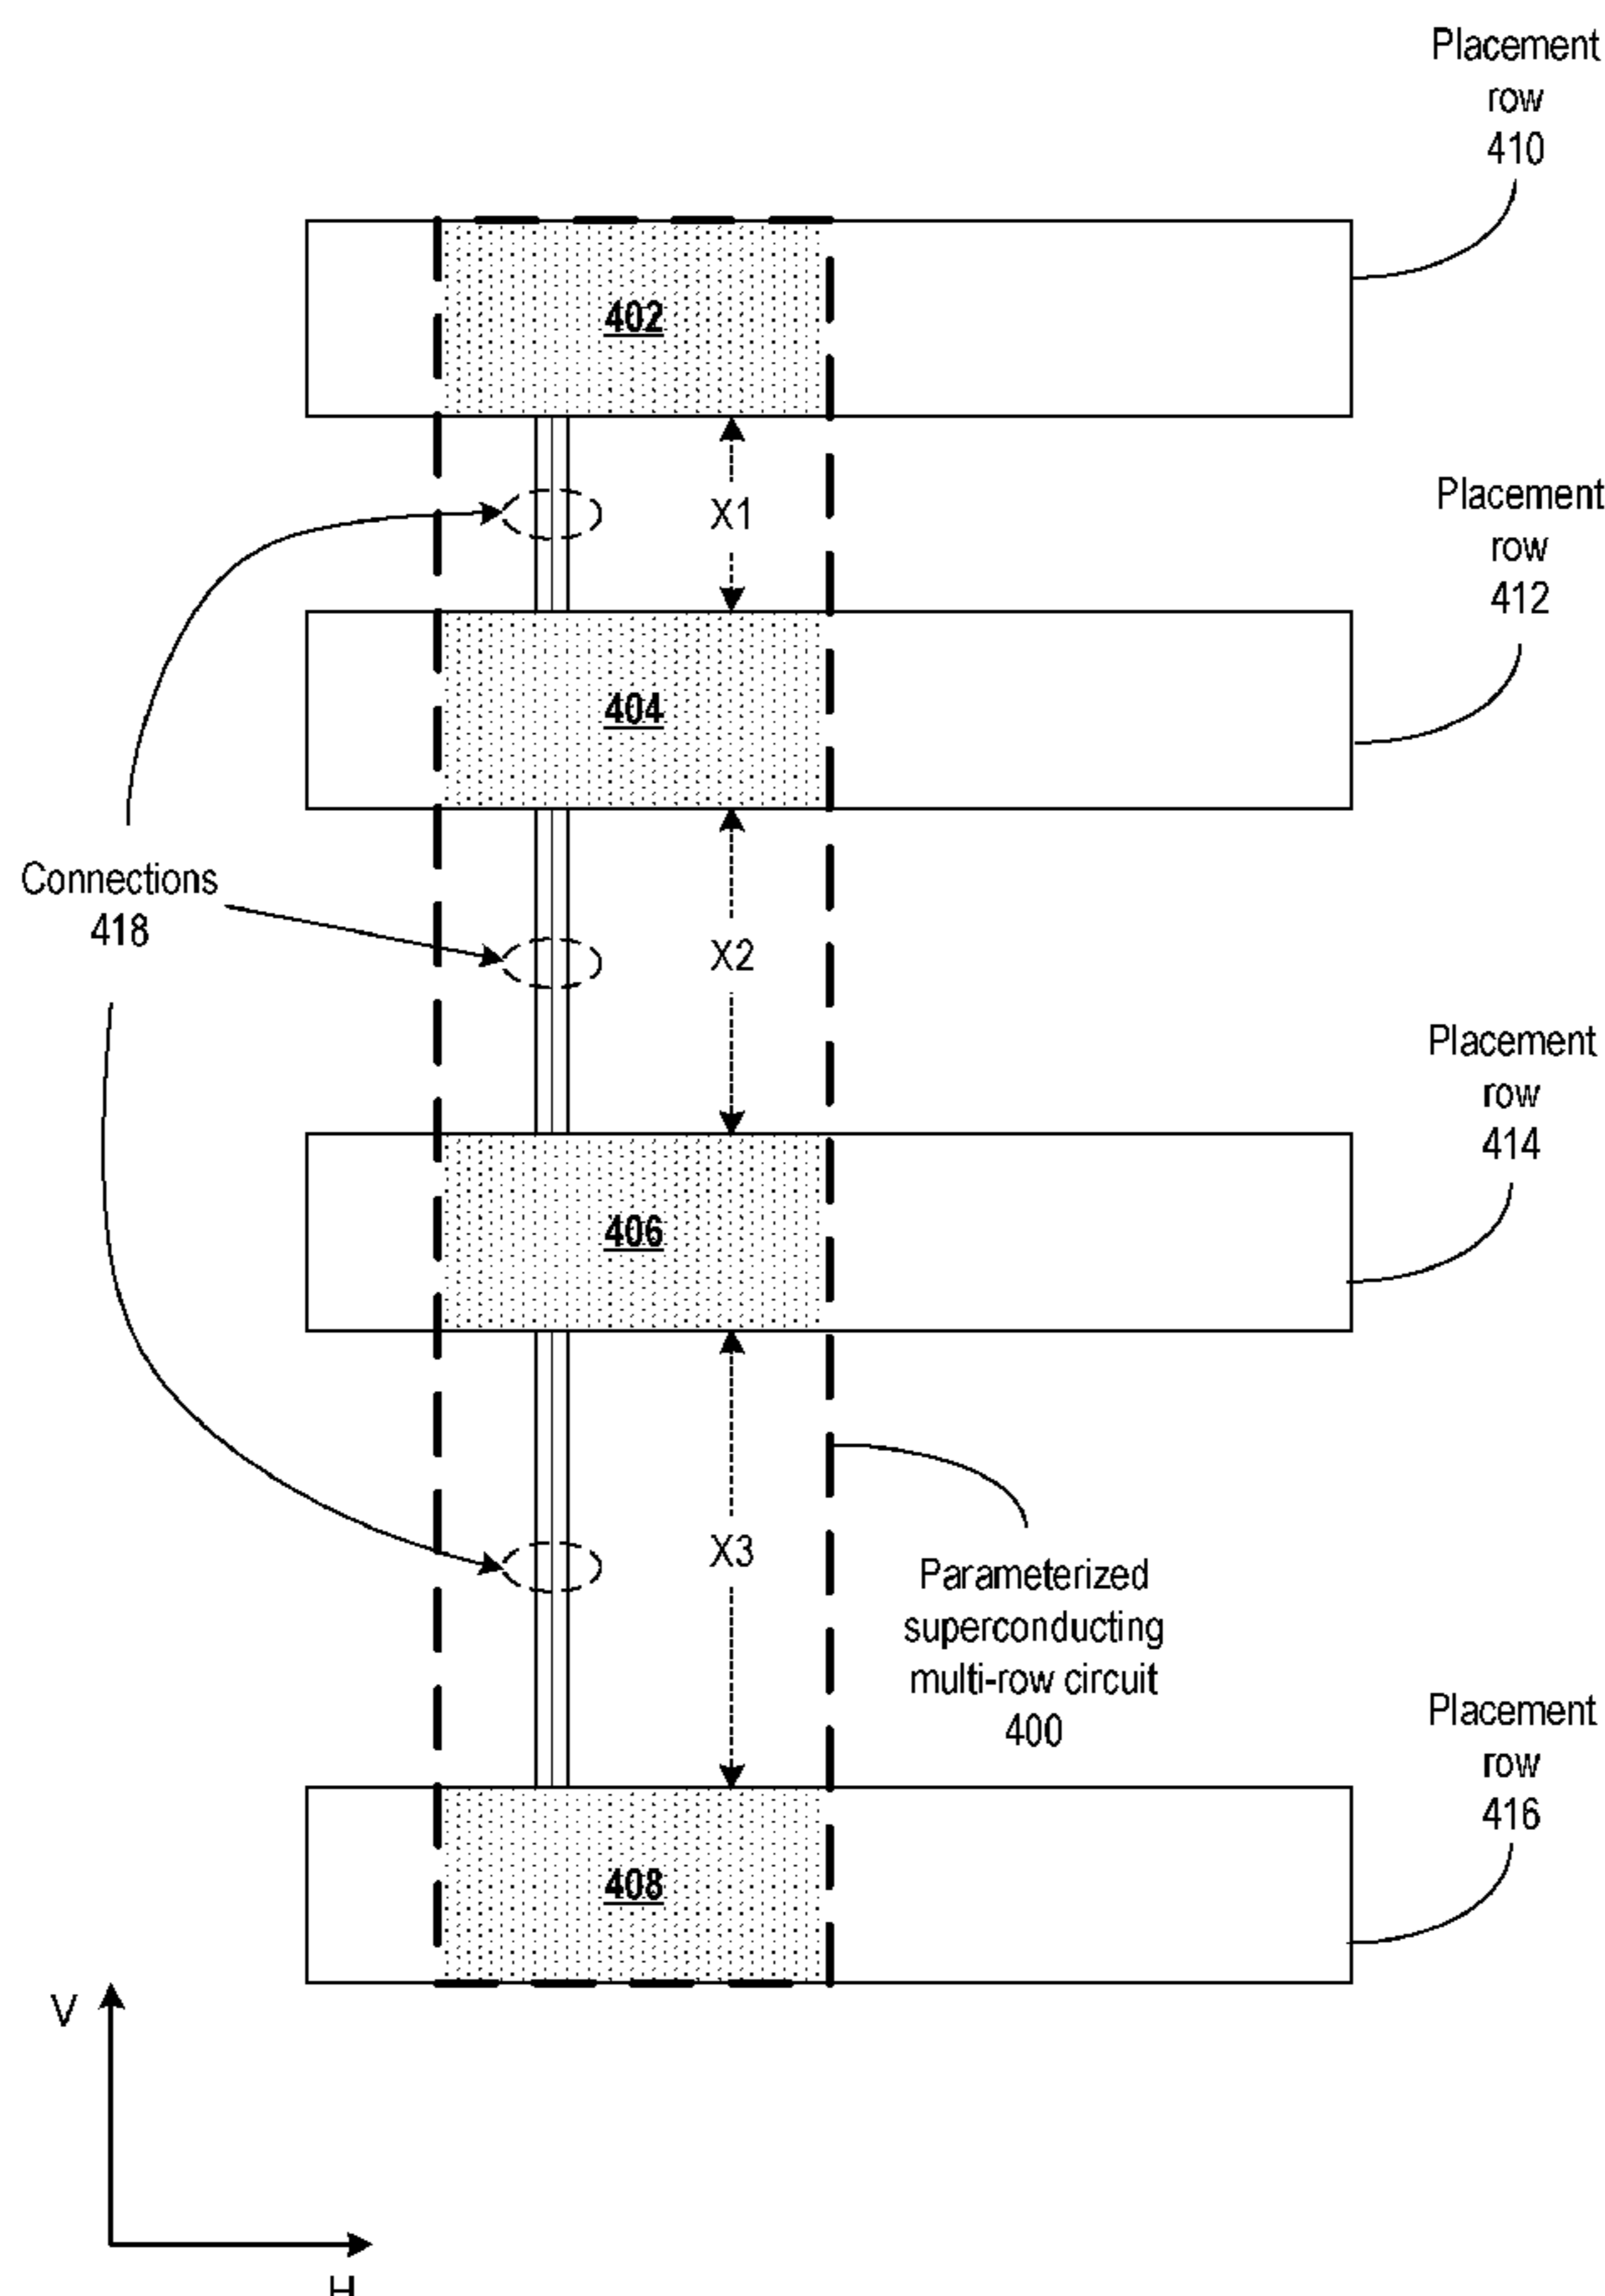 Placement
row
410
402
X1
Placement
row
412
404
Connections
418
X2
Placement
row
414
406
X3
Parameterized
superconducting
multi-row circuit
400
Placement
row
416
408
V
H